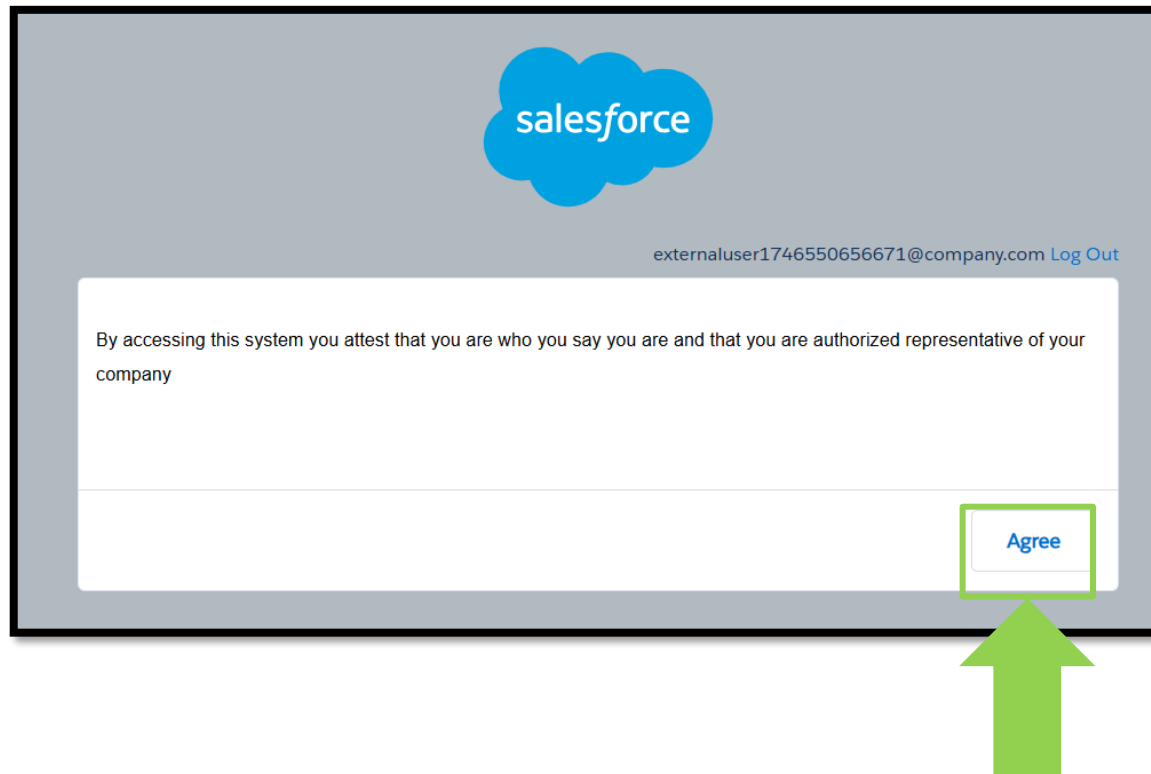 salesforce
externaluser1746550656671@company.com Log Out
By accessing this system you attest that you are who you say you are and that you are authorized representative of your
company
Agree